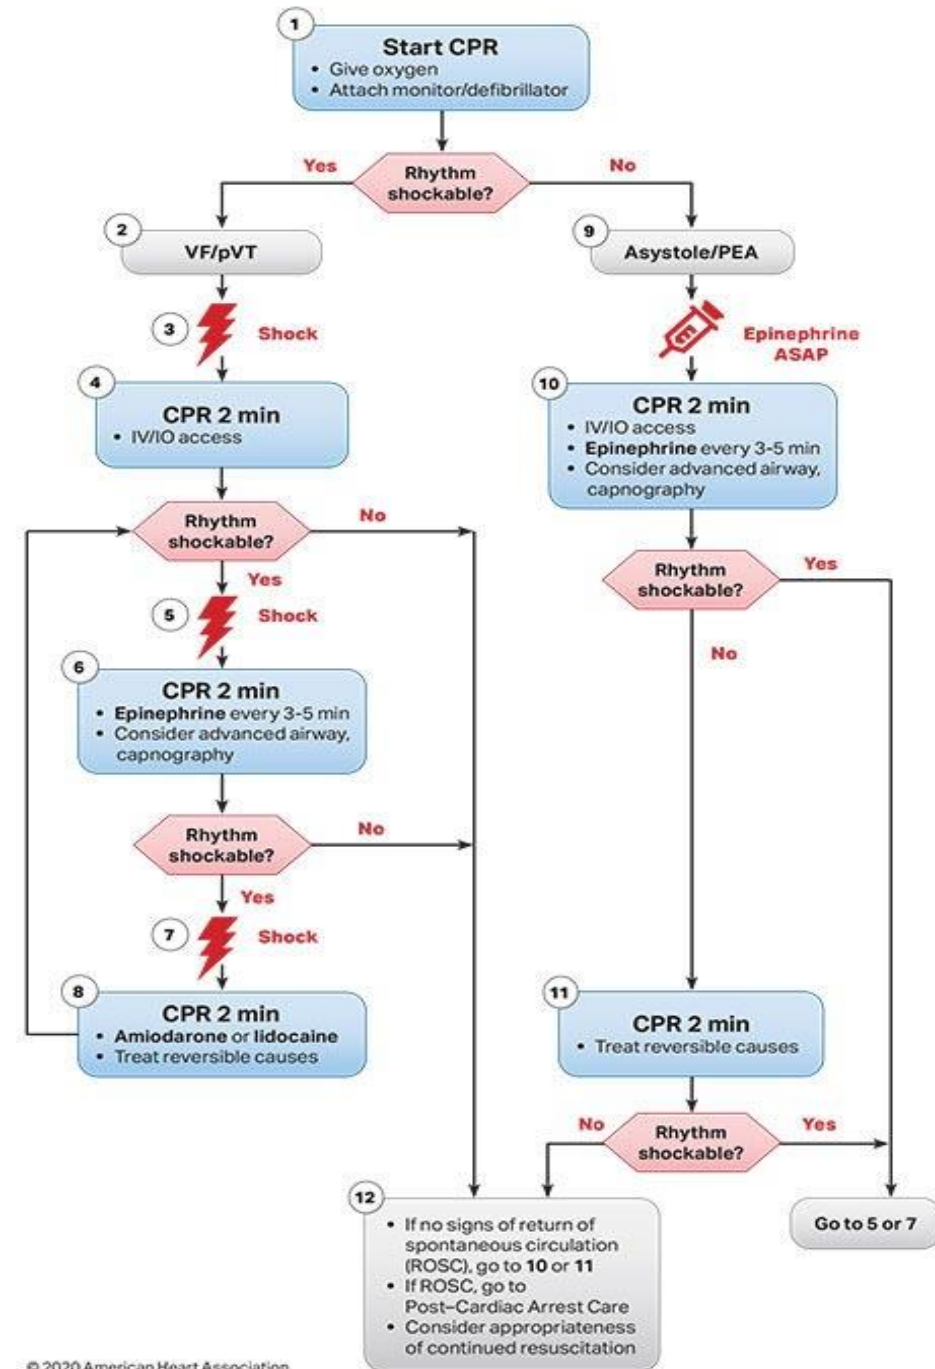 1
Start CPR
• Give oxygen
• Attach monitor/defibrillator
Yes
Rhythm
shockable?
No
2
VF/pVT
3
Shock
4
CPR 2 min
• IV/IO access
Rhythm
shockable?
No
Yes
5
Shock
6
CPR 2 min
• Epinephrine every 3-5 min
• Consider advanced airway,
capnography
Rhythm
shockable?
No
Yes
7
Shock
8
CPR 2 min
• Amiodarone or lidocaine
• Treat reversible causes
9
Asystole/PEA
Epinephrine
ASAP
10
CPR 2 min
• IV/IO access
• Epinephrine every 3-5 min
• Consider advanced airway,
capnography
Rhythm
shockable?
Yes
No
11
CPR 2 min
• Treat reversible causes
No
Rhythm
shockable?
Yes
12
• If no signs of return of
spontaneous circulation
(ROSC), go to 10 or 11
• If ROSC, go to
Post–Cardiac Arrest Care
• Consider appropriateness
of continued resuscitation
Go to 5 or 7
© 2020 American Heart Association